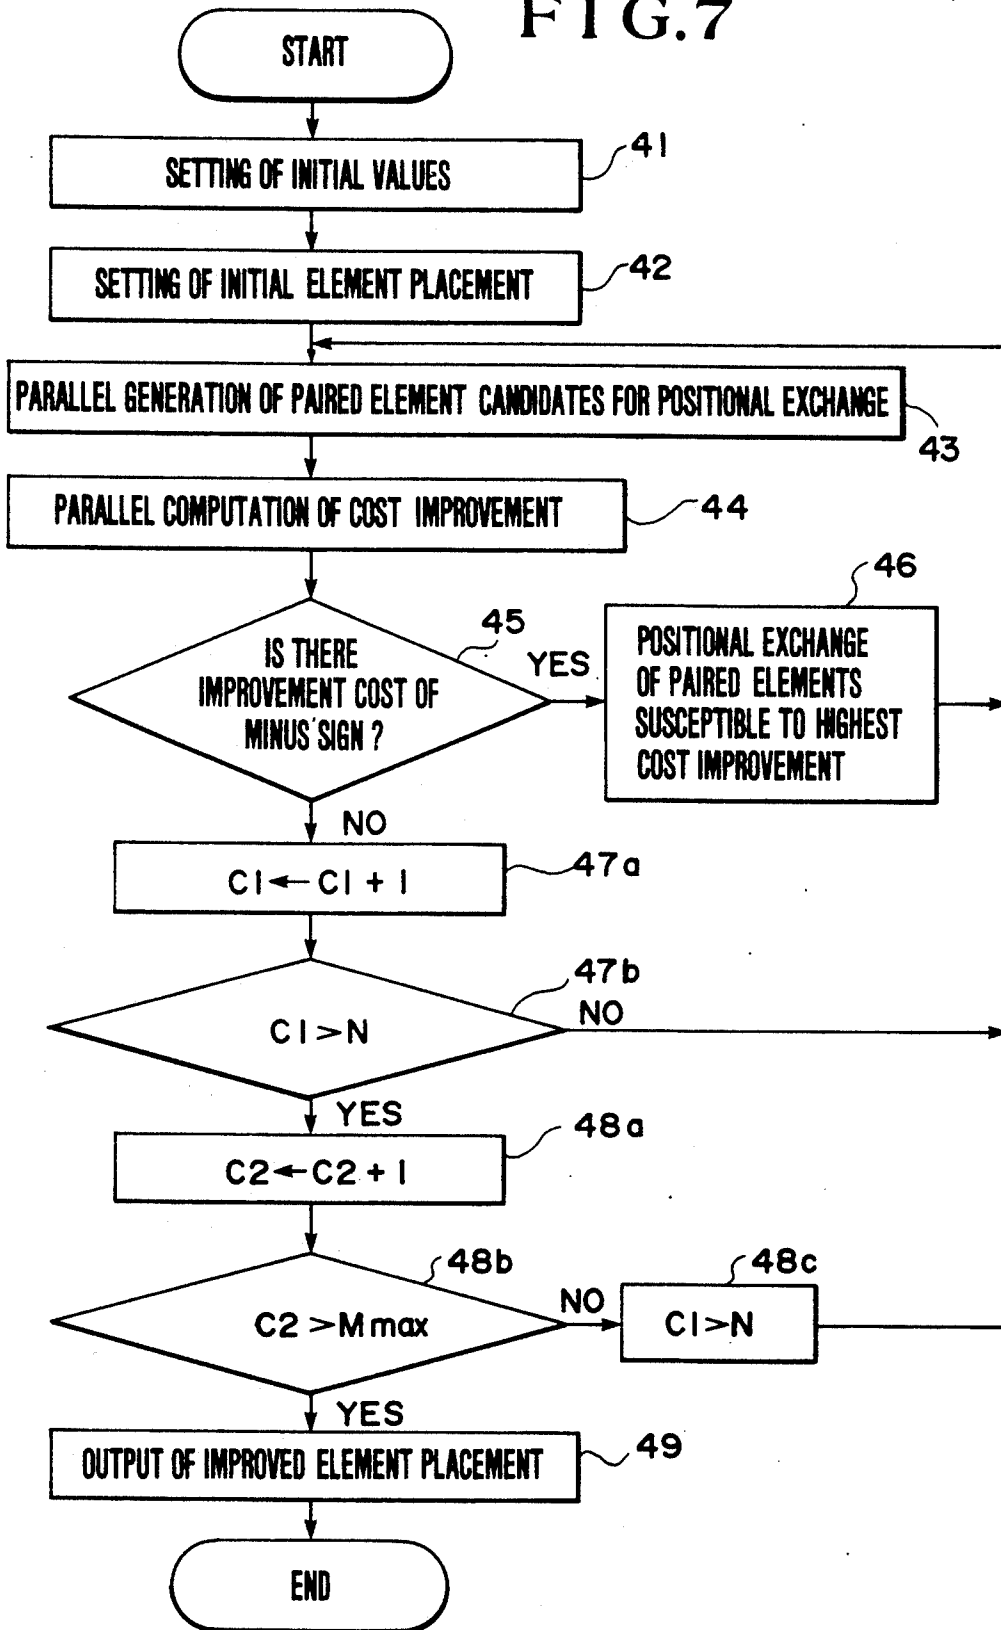 FIG.7
START
SETTING OF INITIAL VALUES
41
SETTING OF INITIAL ELEMENT PLACEMENT
42
PARALLEL GENERATION OF PAIRED ELEMENT CANDIDATES FOR POSITIONAL EXCHANGE
43
PARALLEL COMPUTATION OF COST IMPROVEMENT
44
IS THERE
IMPROVEMENT COST OF
MINUS SIGN ?
45
YES
46
POSITIONAL EXCHANGE
OF PAIRED ELEMENTS
SUSCEPTIBLE TO HIGHEST
COST IMPROVEMENT
NO
C1 ← C1 + 1
47a
C1 > N
47b
NO
YES
C2 ← C2 + 1
48a
C2 > M max
48b
NO
48c
C1 > N
YES
OUTPUT OF IMPROVED ELEMENT PLACEMENT
49
END